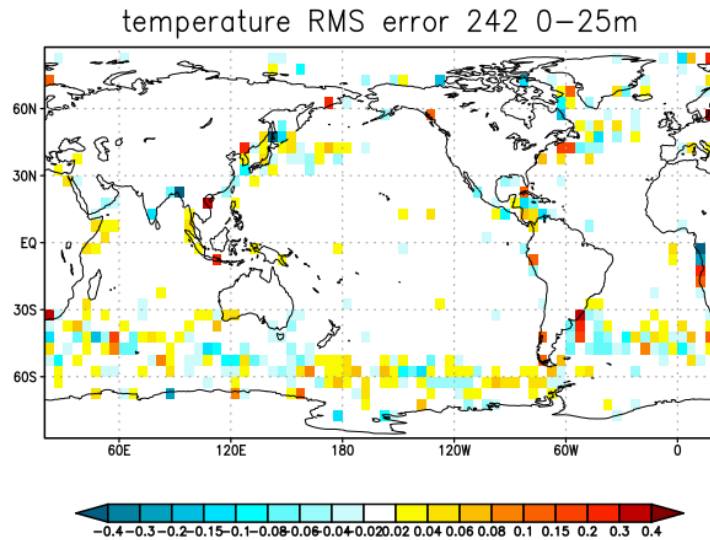 temperature RMS error 242 0-25m
60N
30N
EQ
30S
60S
60E 120E 180 120W 60W 0
-0.4 -0.3 -0.2 -0.15 -0.1 -0.08 -0.06 -0.04 -0.02 0.02 0.04 0.06 0.08 0.1 0.15 0.2 0.3 0.4